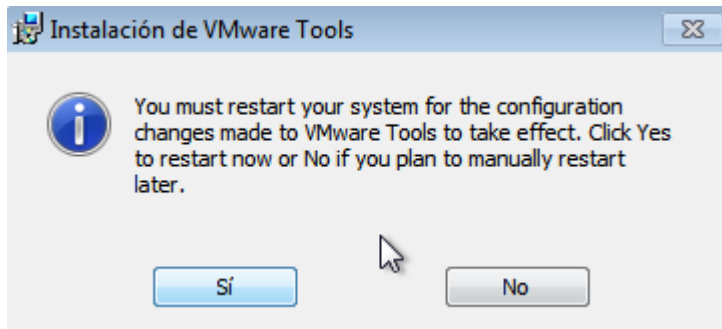 Instalación de VMware Tools
You must restart your system for the configuration
changes made to VMware Tools to take effect. Click Yes
to restart now or No if you plan to manually restart
later.
Sí
No